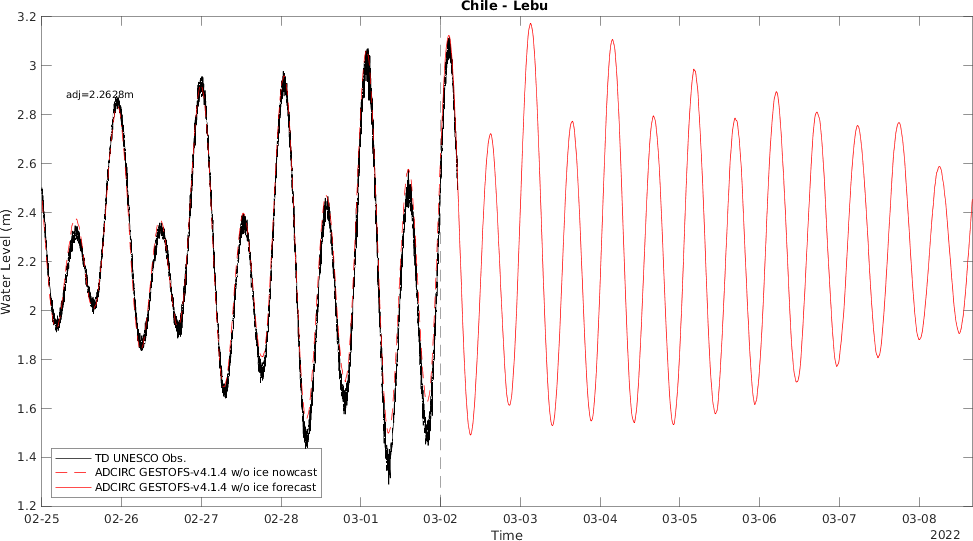 Chile - Lebu
3.2
3
2.8
2.6
2.4
2.2
2
1.8
1.6
1.4
1.2
Water Level (m)
adj=2.2628m
TD UNESCO Obs.
ADCIRC GESTOFS-v4.1.4 w/o ice nowcast
ADCIRC GESTOFS-v4.1.4 w/o ice forecast
02-25 02-26 02-27 02-28 03-01 03-02 03-03 03-04 03-05 03-06 03-07 03-08
Time
2022